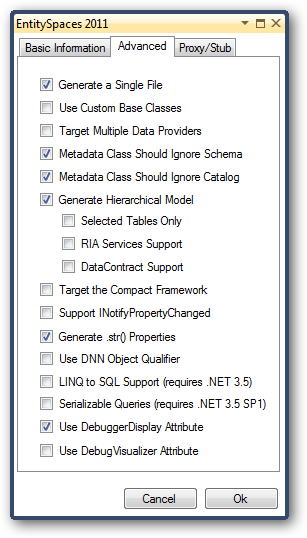 EntitySpaces 2011
Basic Information Advanced Proxy/Stub
Generate a Single File
Use Custom Base Classes
Target Multiple Data Providers
Metadata Class Should Ignore Schema
Metadata Class Should Ignore Catalog
Generate Hierarchical Model
Selected Tables Only
RIA Services Support
DataContract Support
Target the Compact Framework
Support INotifyPropertyChanged
Generate .str() Properties
Use DNN Object Qualifier
LINQ to SQL Support (requires .NET 3.5)
Serializable Queries (requires .NET 3.5 SP1)
Use DebuggerDisplay Attribute
Use DebugVisualizer Attribute
Cancel Ok